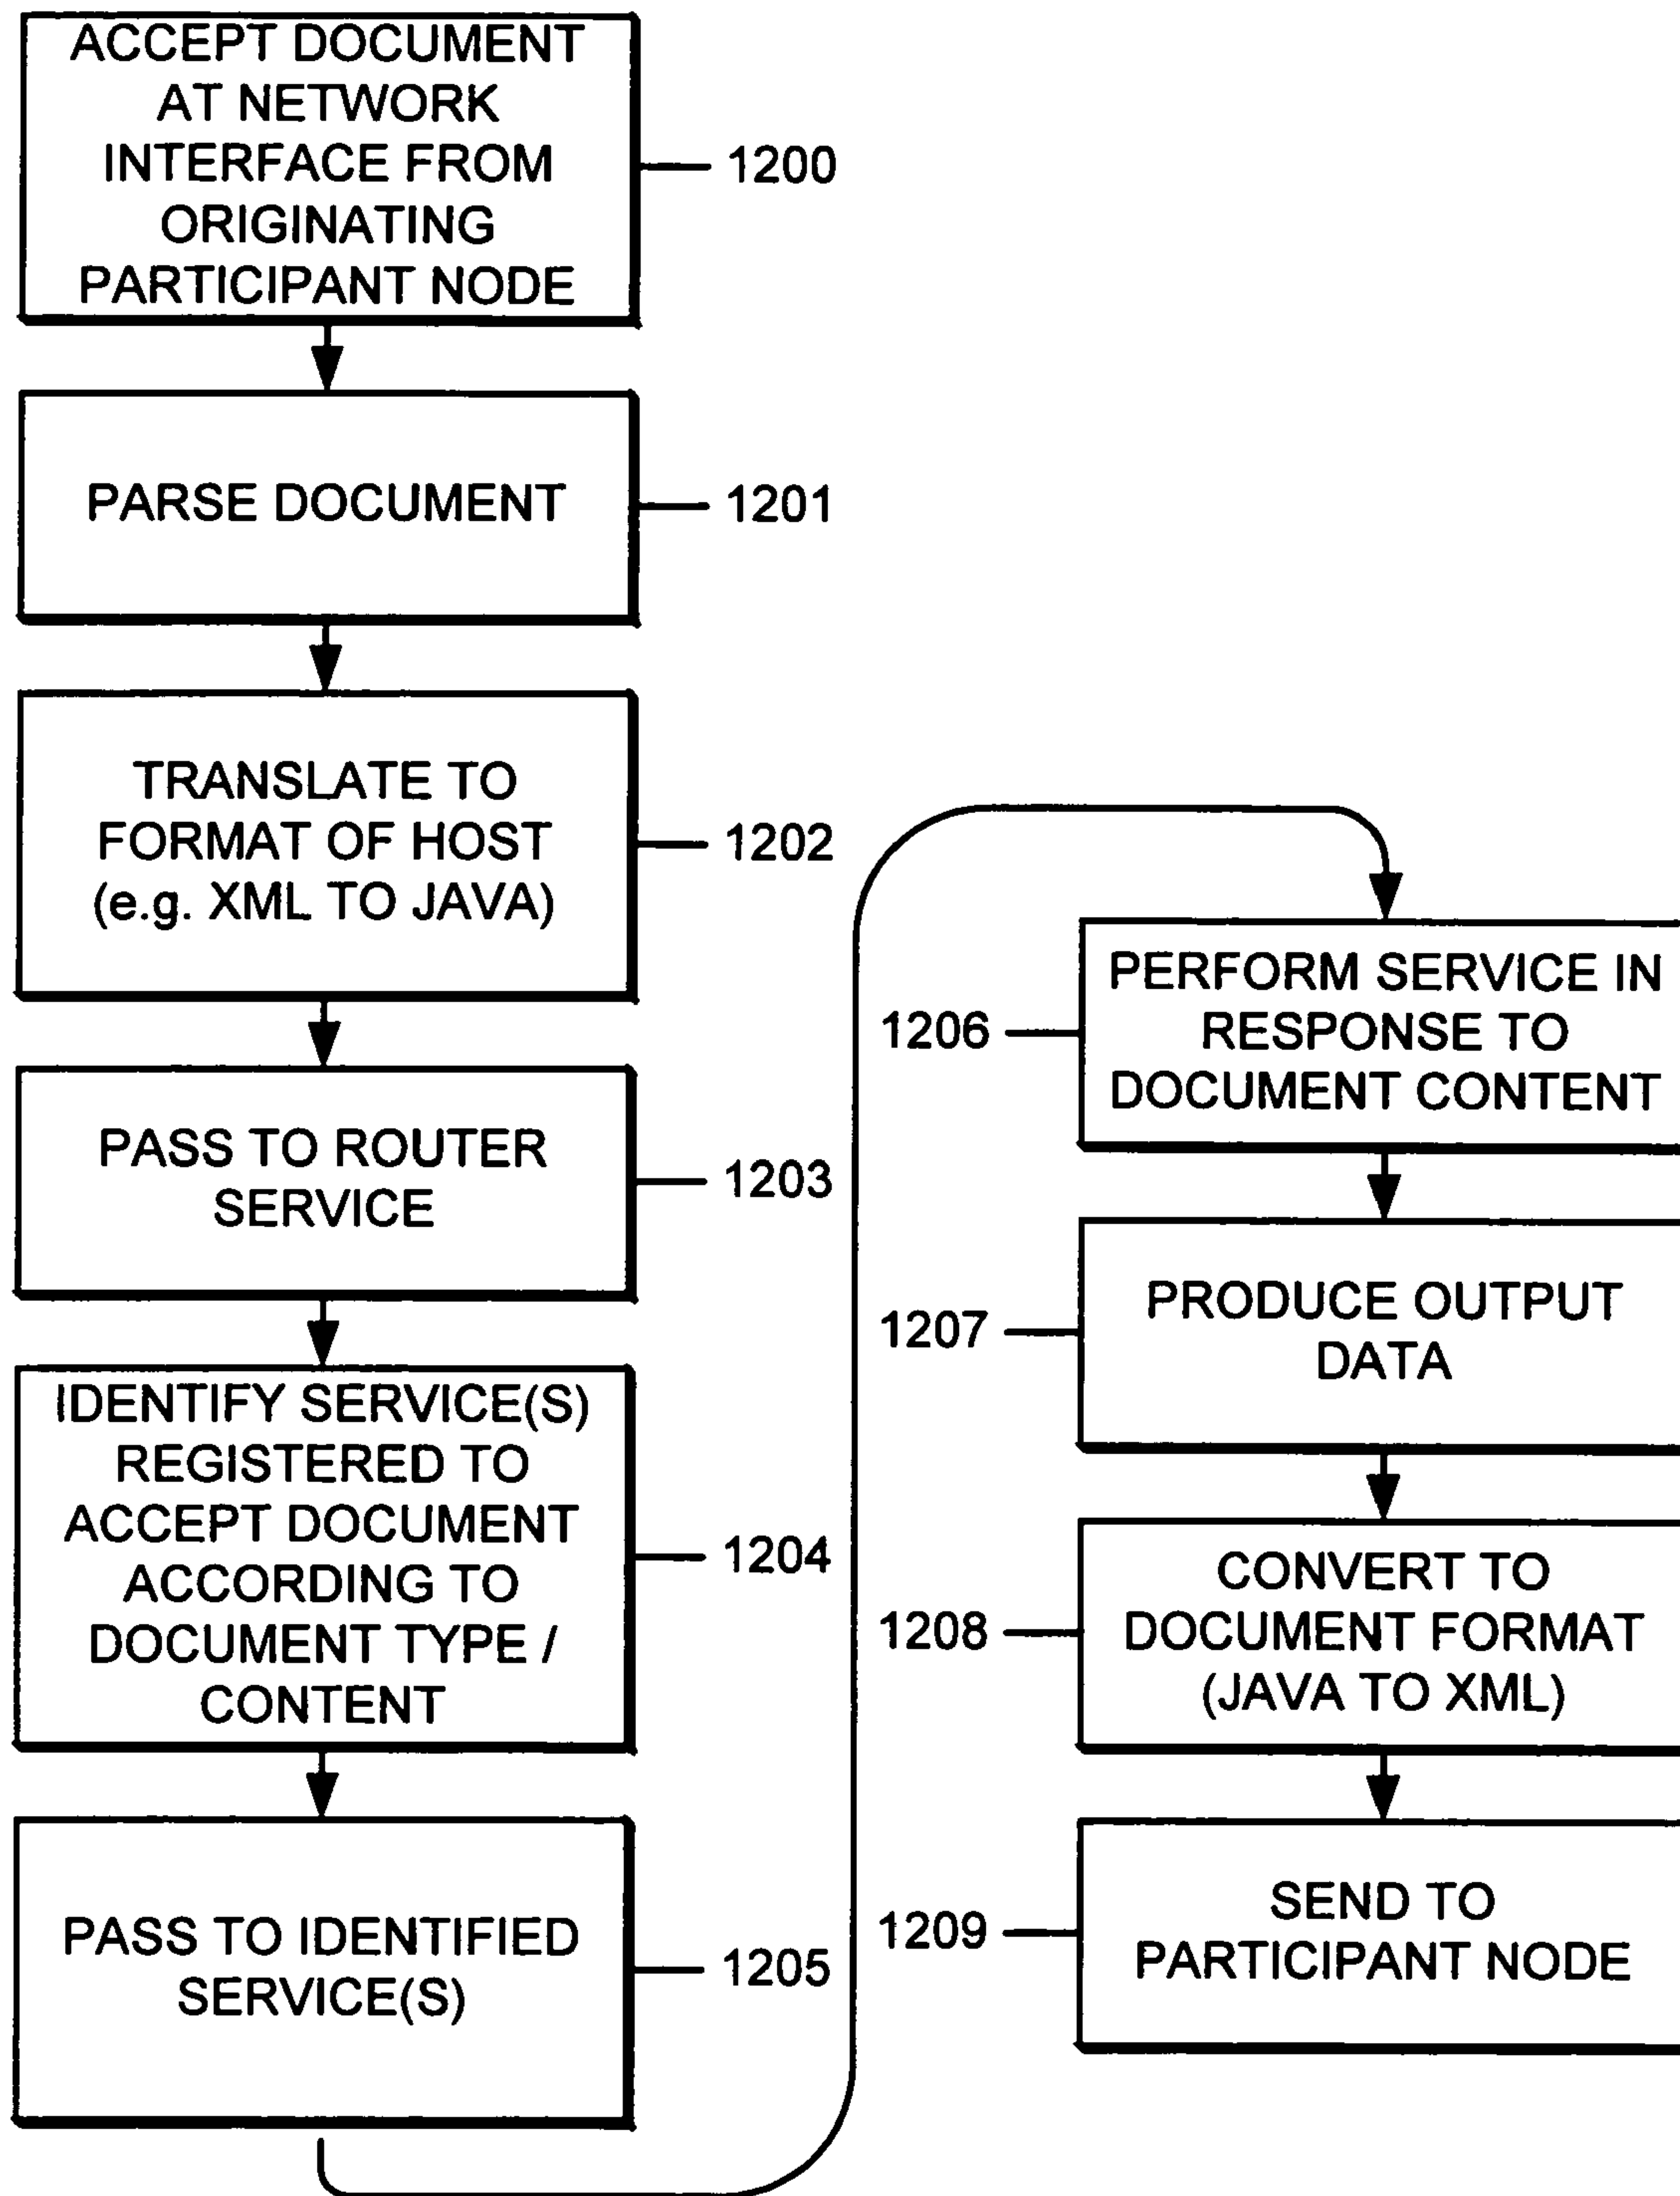 ACCEPT DOCUMENT
AT NETWORK
INTERFACE FROM
ORIGINATING
PARTICIPANT NODE
1200
PARSE DOCUMENT
1201
TRANSLATE TO
FORMAT OF HOST
(e.g. XML TO JAVA)
1202
PASS TO ROUTER
SERVICE
1203
IDENTIFY SERVICE(S)
REGISTERED TO
ACCEPT DOCUMENT
ACCORDING TO
DOCUMENT TYPE /
CONTENT
1204
PASS TO IDENTIFIED
SERVICE(S)
1205
PERFORM SERVICE IN
RESPONSE TO
DOCUMENT CONTENT
1206
PRODUCE OUTPUT
DATA
1207
CONVERT TO
DOCUMENT FORMAT
(JAVA TO XML)
1208
SEND TO
PARTICIPANT NODE
1209